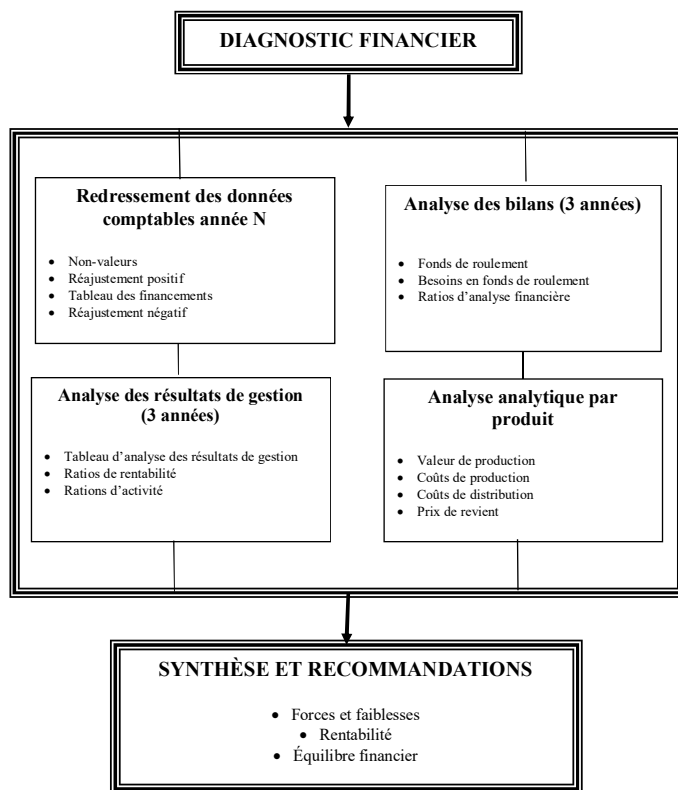 DIAGNOSTIC FINANCIER
Redressement des données
comptables année N
• Non-valeurs
• Réajustement positif
• Tableau des financements
• Réajustement négatif
Analyse des bilans (3 années)
• Fonds de roulement
• Besoins en fonds de roulement
• Ratios d'analyse financière
Analyse des résultats de gestion
(3 années)
• Tableau d'analyse des résultats de gestion
• Ratios de rentabilité
• Rations d'activité
Analyse analytique par
produit
• Valeur de production
• Coûts de production
• Coûts de distribution
• Prix de revient
SYNTHÈSE ET RECOMMANDATIONS
• Forces et faiblesses
• Rentabilité
• Équilibre financier